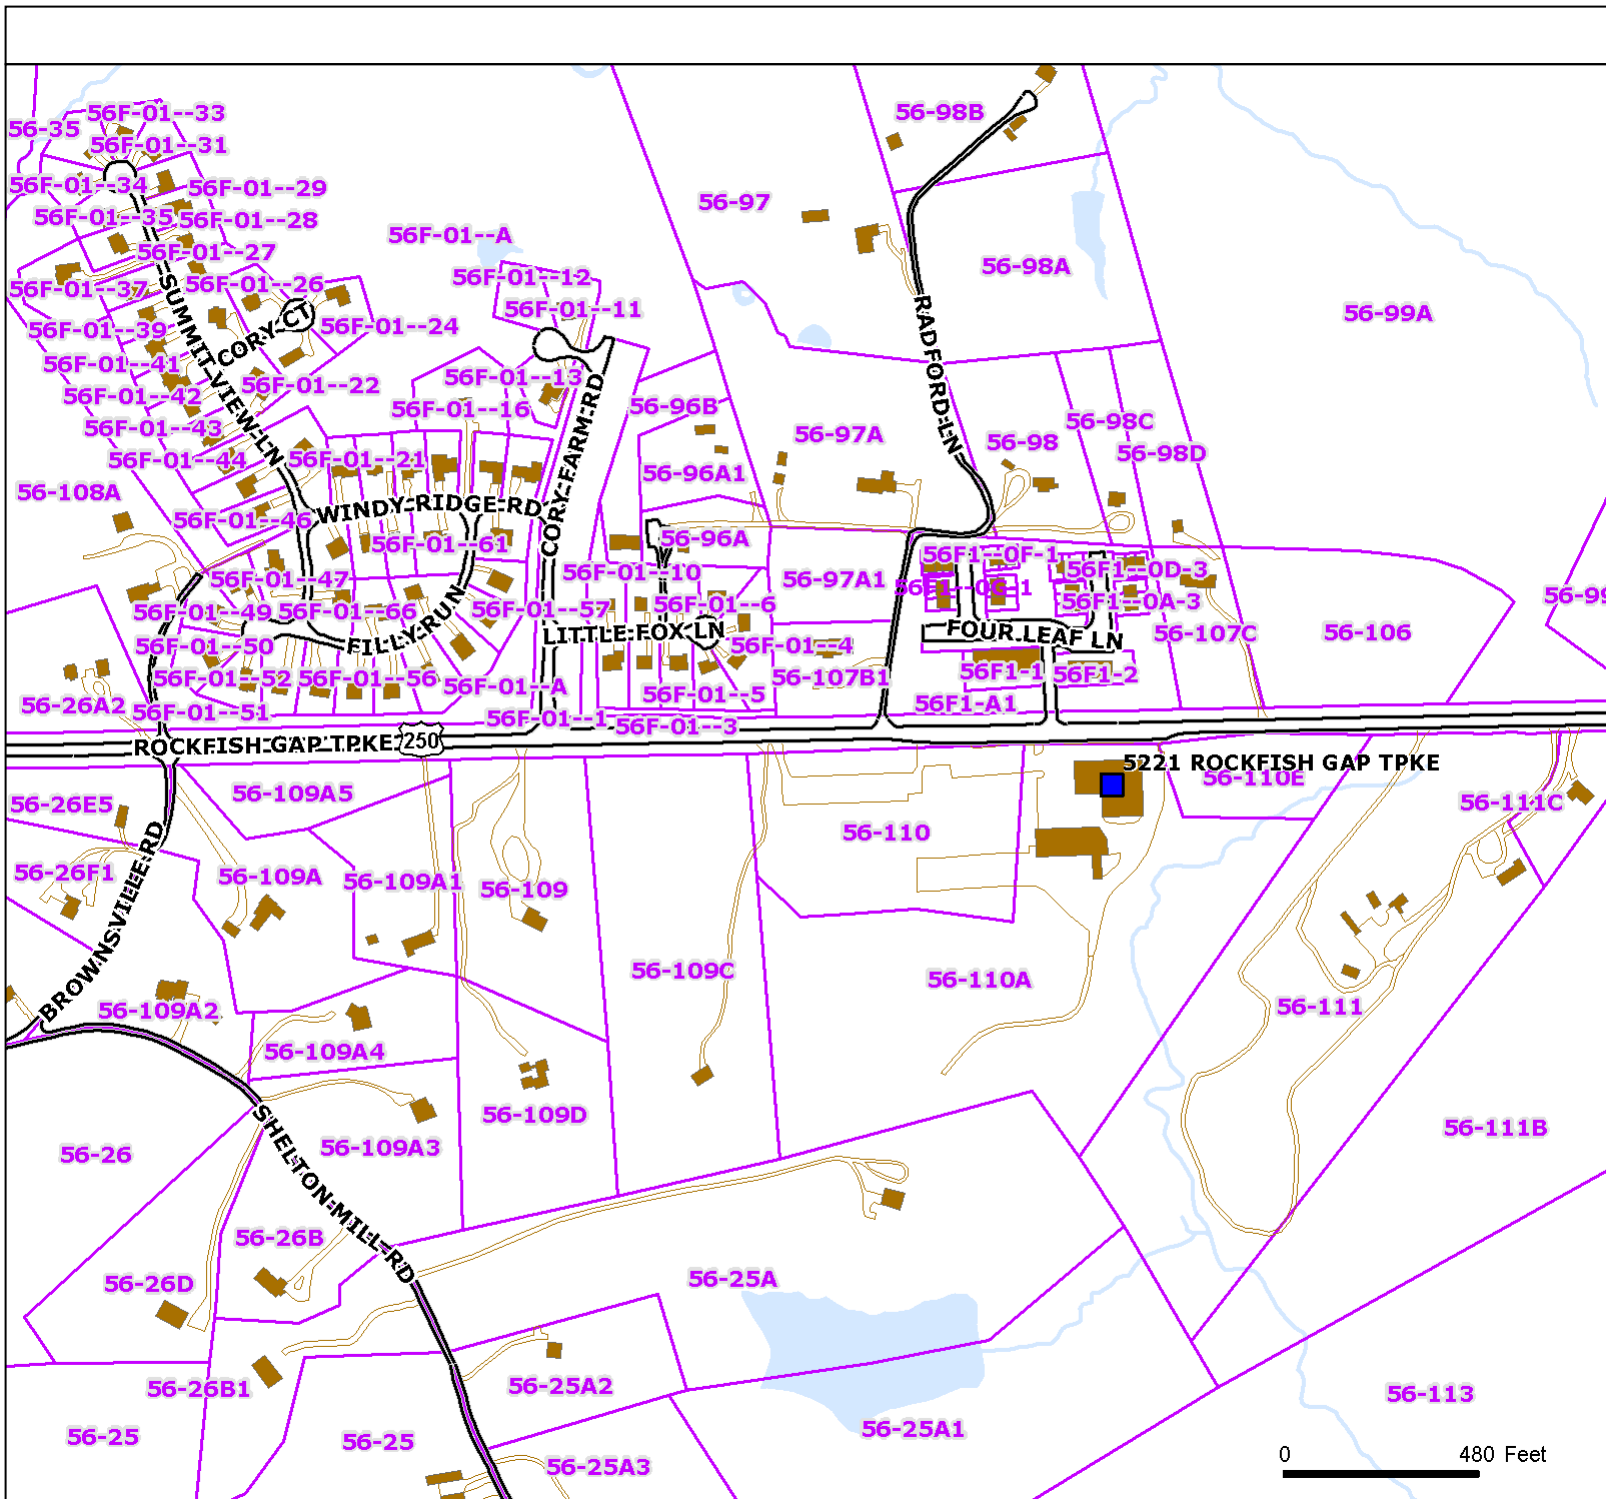 56F-01--33
56-35
56F-01--31
56F-01--34
56F-01--29
56F-01--35
56F-01--28
56F-01--27
56F-01--37
56F-01--26
56F-01--39
56F-01--24
56F-01--41
56F-01--22
56F-01--42
56F-01--43
56F-01--44
56F-01--21
56-108A
56F-01--46
SUMMIT VIEW LN
CORY CT
56F-01--A
56F-01--12
56F-01--11
56F-01--13
56F-01--16
CORY FARM RD
WINDY RIDGE RD
56F-01--61
56F-01--47
56F-01--49
56F-01--66
56F-01--57
56F-01--50
FILLY RUN
56F-01--52
56F-01--56
56F-01--A
56F-01--51
56-26A2
56F-01--1
56F-01--3
56-98B
56-97
56-98A
56-99A
RADFORD LN
56-96B
56-97A
56-98
56-98C
56-98D
56-96A1
56-96A
56F-01--10
56F-01--6
LITTLE FOX LN
56F-01--4
56F-01--5
56-97A1
56-107B1
56F1--0F-1
56F1--0G-1
56F1--0D-3
56F1--0A-3
FOUR LEAF LN
56F1-1
56F1-2
56F1-A1
56-107C
56-106
56-99
ROCKFISH GAP TPKE
250
5221 ROCKFISH GAP TPKE
56-110E
56-26E5
56-109A5
56-111C
56-110
56-26F1
56-109A
56-109A1
56-109
BROWNSVILLE RD
56-109C
56-110A
56-111
56-109A2
56-109A4
56-109D
56-109A3
56-26
56-111B
SHELTON MILL RD
56-26B
56-26D
56-25A
56-26B1
56-25A2
56-113
56-25
56-25
56-25A1
56-25A3
0 480 Feet